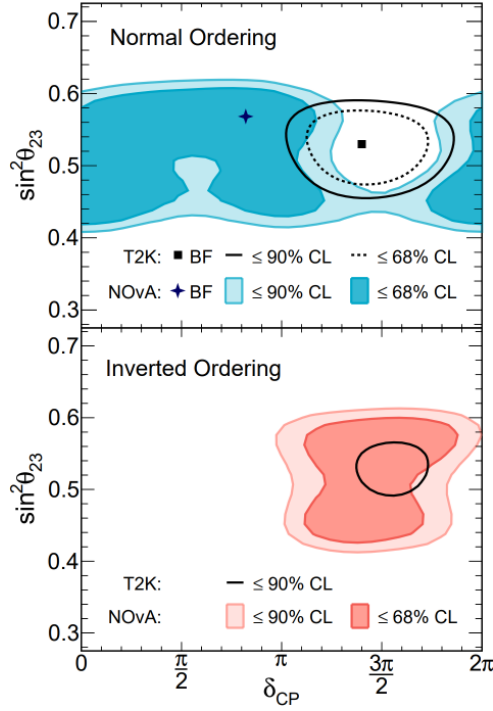 0.7
Normal Ordering
0.6
0.5
sin²θ₂₃
0.4
T2K: BF ≤ 90% CL ≤ 68% CL
NOvA: BF ≤ 90% CL ≤ 68% CL
0.3
0.7
Inverted Ordering
0.6
0.5
sin²θ₂₃
0.4
T2K: ≤ 90% CL
NOvA: ≤ 90% CL ≤ 68% CL
0.3
0 π/2 π 3π/2 2π
δCP